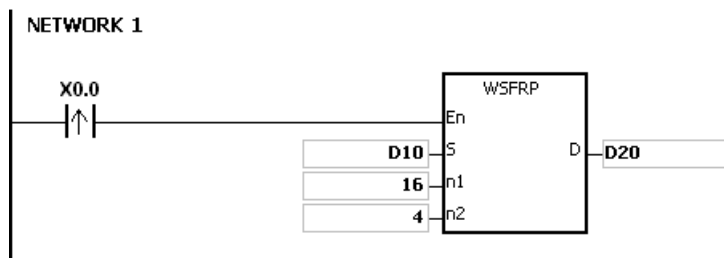 NETWORK 1
X0.0
WSFRP
En
D10 S D D20
16 n1
4 n2